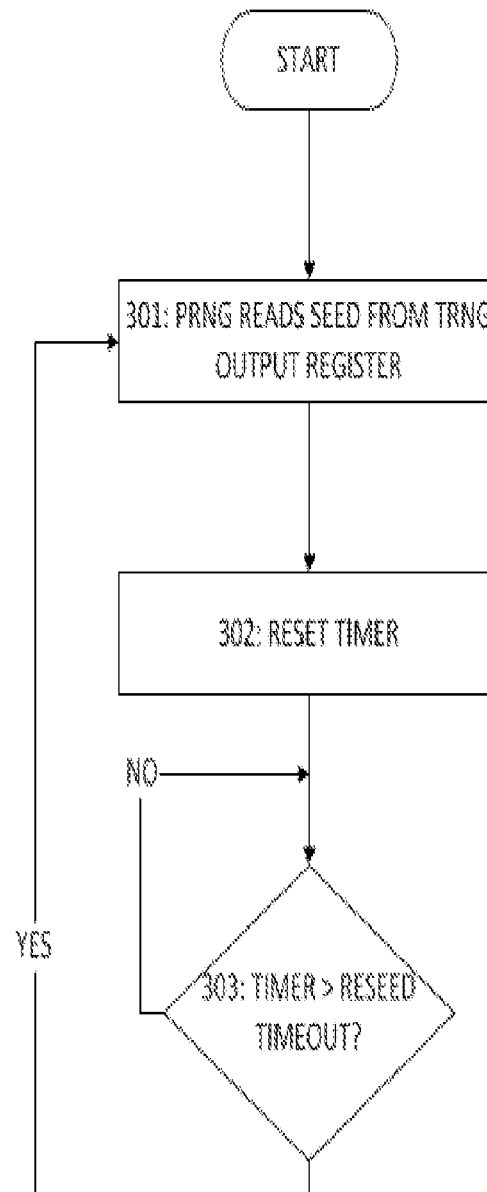 START
301: PRNG READS SEED FROM TRNG
OUTPUT REGISTER
302: RESET TIMER
NO
YES
303: TIMER > RESEED
TIMEOUT?